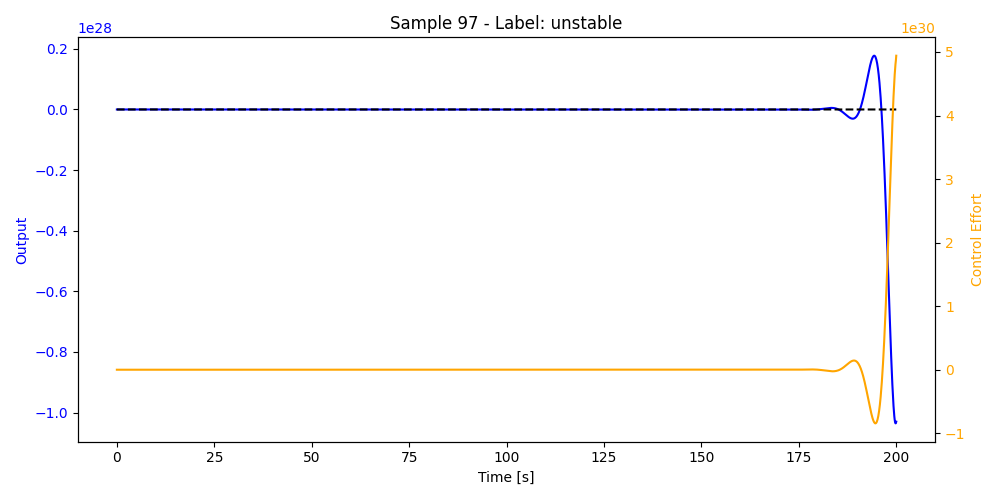 Sample 97 - Label: unstable
1e28
1e30
0.2
0.0
−0.2
−0.4
−0.6
−0.8
−1.0
Output
5
4
3
2
1
0
−1
Control Effort
0 25 50 75 100 125 150 175 200
Time [s]